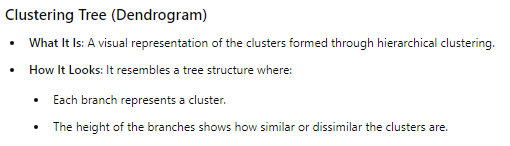 Clustering Tree (Dendrogram)
• What It Is: A visual representation of the clusters formed through hierarchical clustering.
• How It Looks: It resembles a tree structure where:
• Each branch represents a cluster.
• The height of the branches shows how similar or dissimilar the clusters are.